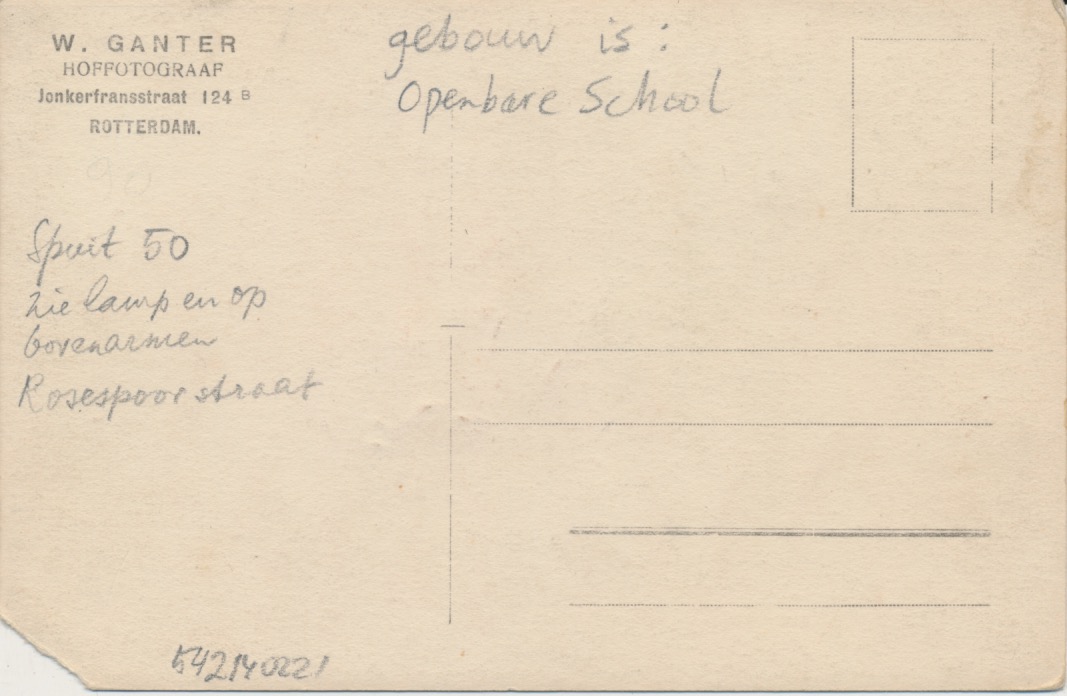 W. GANTER
HOFFOTOGRAAF
Jonkerfransstraat 124 B
ROTTERDAM.
gebouw is :
Openbare School
Spuit 50
zie lamp en op
bovenarmen
Rosespoorstraat
542140221